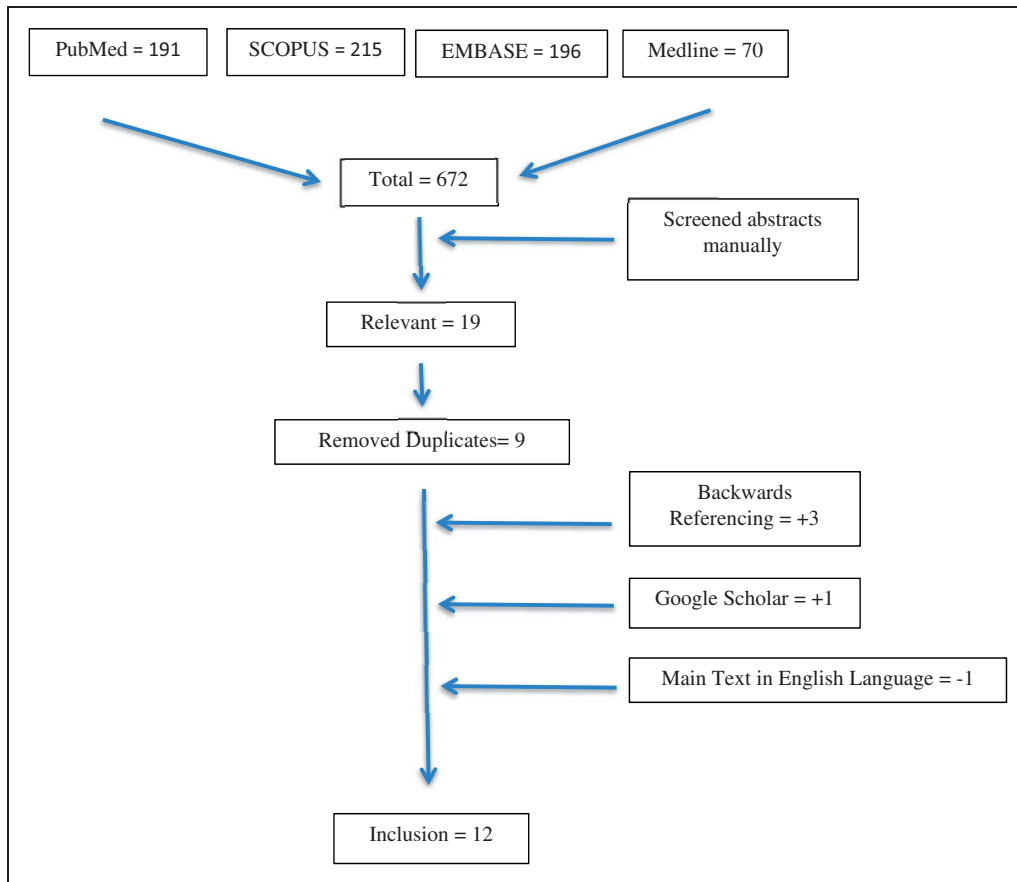 PubMed = 191
SCOPUS = 215
EMBASE = 196
Medline = 70
Total = 672
Screened abstracts
manually
Relevant = 19
Removed Duplicates= 9
Backwards
Referencing = +3
Google Scholar = +1
Main Text in English Language = -1
Inclusion = 12